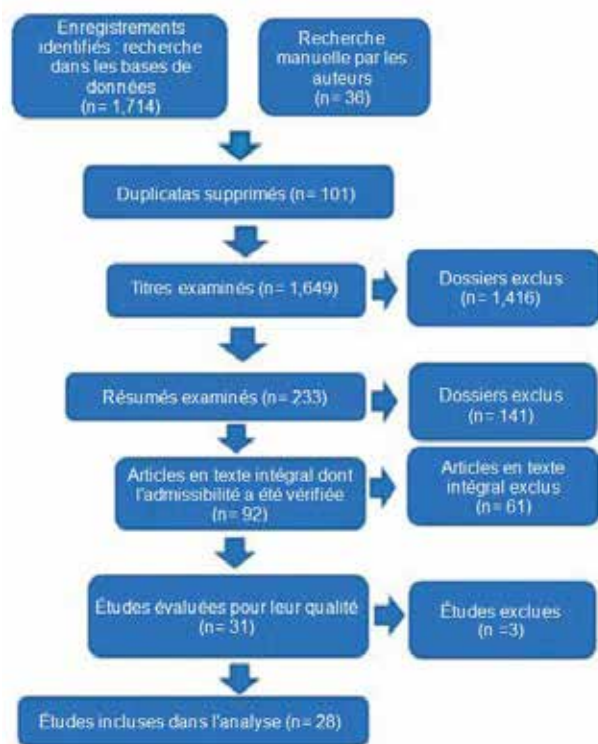 Enregistrements
identifiés : recherche
dans les bases de
données
(n= 1,714)
Recherche
manuelle par les
auteurs
(n= 36)
Duplicatas supprimés (n= 101)
Titres examinés (n= 1,649)
Dossiers exclus
(n= 1,416)
Résumés examinés (n= 233)
Dossiers exclus
(n= 141)
Articles en texte intégral dont
l'admissibilité a été vérifiée
(n= 92)
Articles en texte
intégral exclus
(n= 61)
Études évaluées pour leur qualité
(n= 31)
Études exclues
(n =3)
Études incluses dans l'analyse (n= 28)